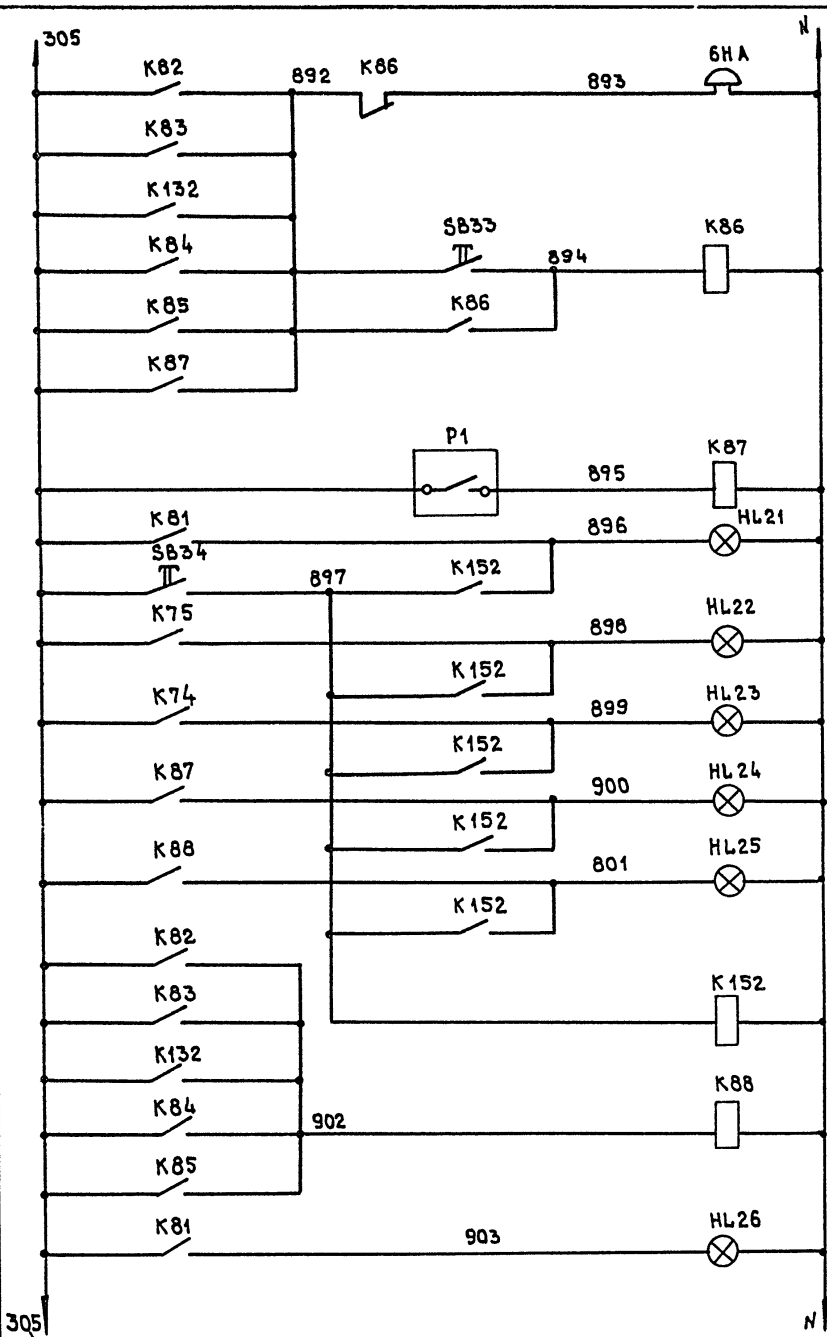 305 N
K82 892 K86 893 6HA
K83
K132
K84 SB33 894 K86
K85 K86
K87
P1 895 K87
K81 896 HL21
SB34 897 K152
K75 898 HL22
K152
K74 899 HL23
K152
K87 900 HL24
K152
K88 801 HL25
K152
K82
K83 K152
K132
K84 902 K88
K85
K81 903 HL26
305 N